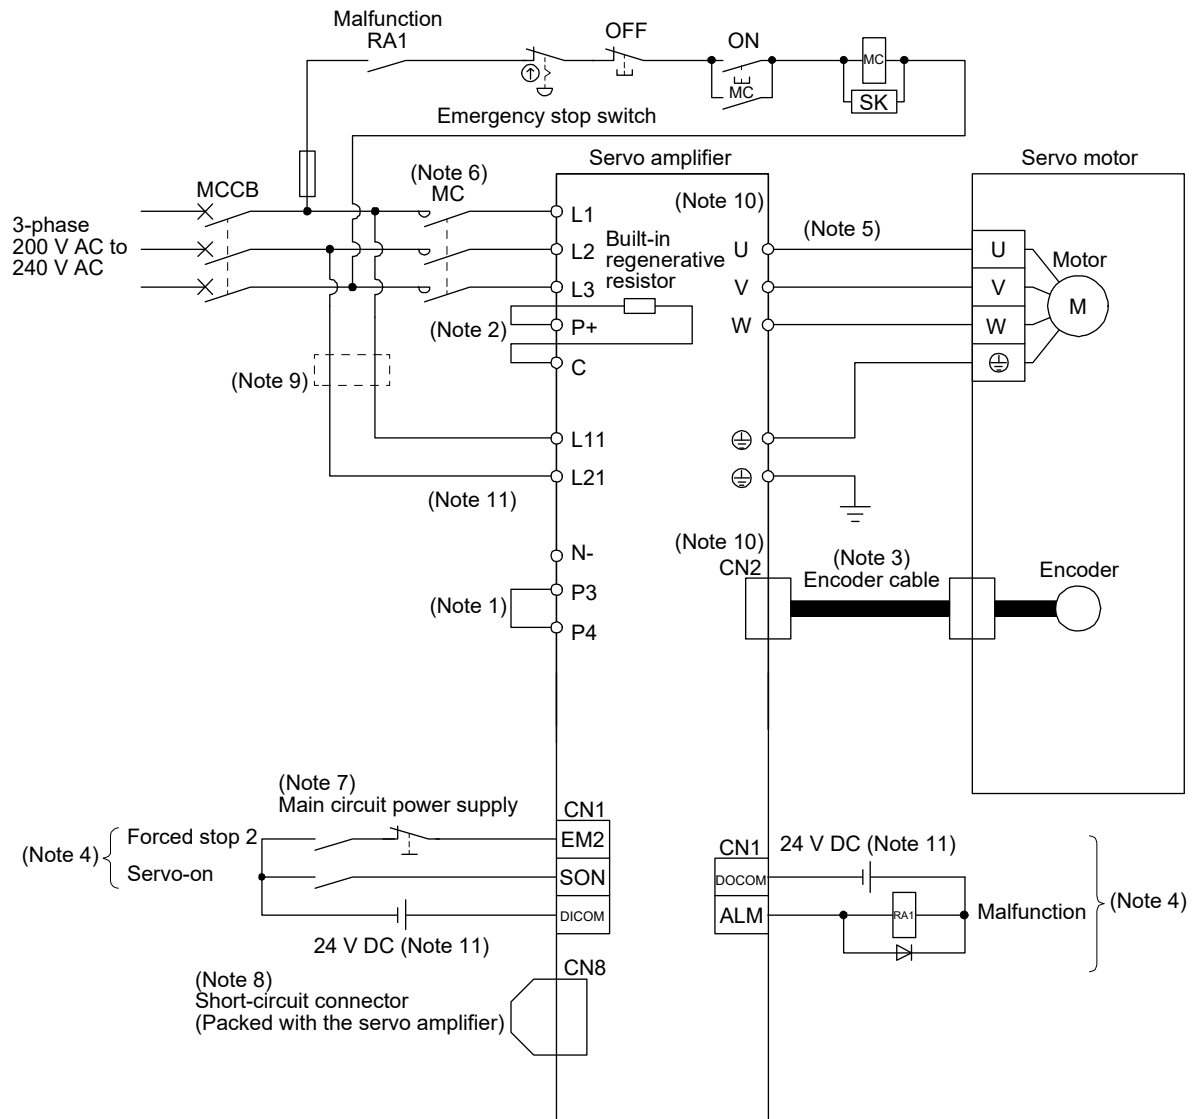 Malfunction
RA1
OFF
ON
MC
MC
SK
Emergency stop switch
Servo amplifier
Servo motor
MCCB
(Note 6)
MC
3-phase
200 V AC to
240 V AC
L1
L2
L3
(Note 10)
Built-in
regenerative
resistor
U
V
W
(Note 5)
U
V
W
Motor
M
(Note 2)
P+
C
(Note 9)
L11
L21
(Note 11)
N-
(Note 10)
CN2
(Note 3)
Encoder cable
Encoder
(Note 1)
P3
P4
(Note 7)
Main circuit power supply
CN1
(Note 4)
Forced stop 2
EM2
Servo-on
SON
DICOM
24 V DC (Note 11)
CN1
24 V DC (Note 11)
DOCOM
ALM
RA1
Malfunction
(Note 4)
(Note 8)
Short-circuit connector
(Packed with the servo amplifier)
CN8